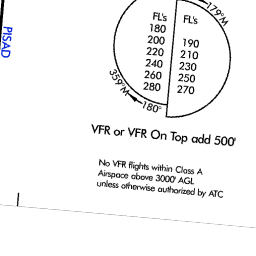 179°M
FL's FL's
180
200 190
220 210
240 230
260 250
280 270
359°M
180°
PISAD
VFR or VFR On Top add 500'
No VFR flights within Class A
Airspace above 3000' AGL
unless otherwise authorized by ATC